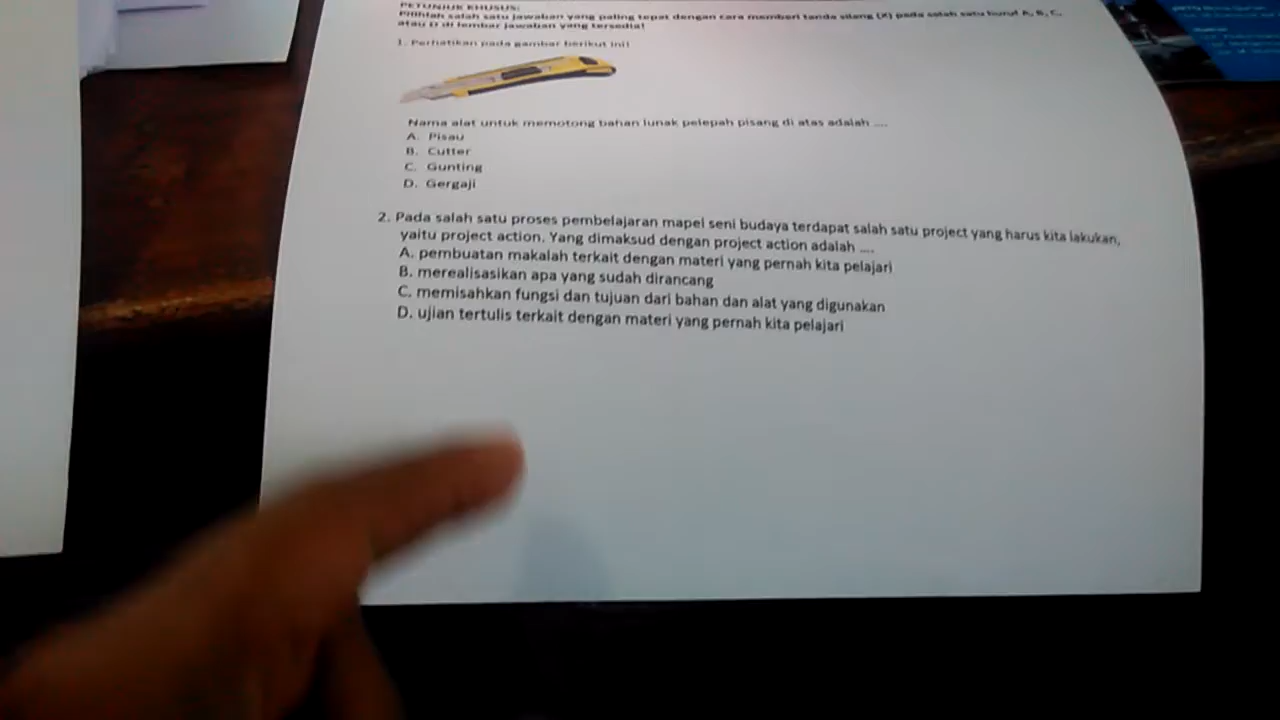 PETUNJUK KHUSUS:
Pilihlah salah satu jawaban yang paling tepat dengan cara memberi tanda silang (X) pada salah satu huruf A, B, C,
atau D di lembar jawaban yang tersedia!
1. Perhatikan pada gambar berikut ini!
Nama alat untuk memotong bahan lunak pelepah pisang di atas adalah ....
A. Pisau
B. Cutter
C. Gunting
D. Gergaji
2. Pada salah satu proses pembelajaran mapel seni budaya terdapat salah satu project yang harus kita lakukan,
yaitu project action. Yang dimaksud dengan project action adalah ....
A. pembuatan makalah terkait dengan materi yang pernah kita pelajari
B. merealisasikan apa yang sudah dirancang
C. memisahkan fungsi dan tujuan dari bahan dan alat yang digunakan
D. ujian tertulis terkait dengan materi yang pernah kita pelajari